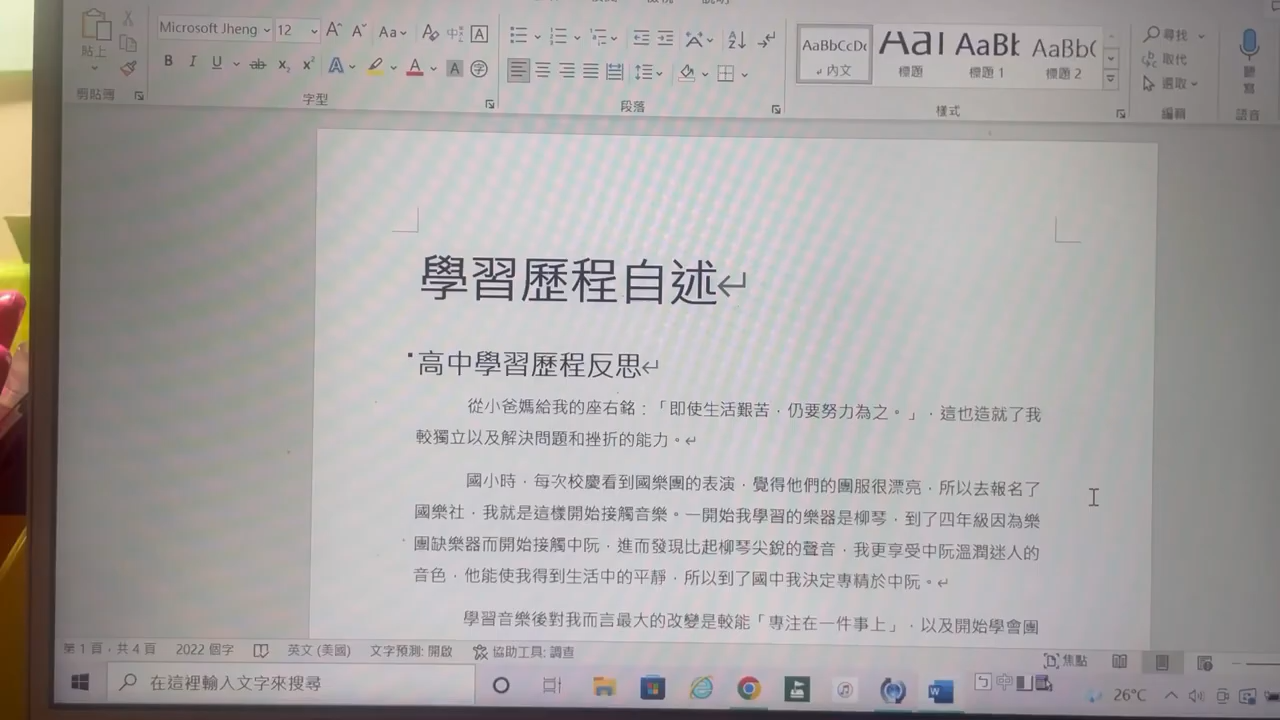 貼上
剪貼簿
Microsoft Jheng
12
Aa
B I U ab x₂ x²
字型
段落
AaBbCcDc
內文
標題
AaBb
標題 1
AaBb(
標題 2
樣式
尋找
取代
選取
編輯
聽寫
語音
學習歷程自述
高中學習歷程反思
從小爸媽給我的座右銘：「即使生活艱苦，仍要努力為之。」，這也造就了我
較獨立以及解決問題和挫折的能力。
國小時，每次校慶看到國樂團的表演，覺得他們的團服很漂亮，所以去報名了
國樂社，我就是這樣開始接觸音樂。一開始我學習的樂器是柳琴，到了四年級因為樂
團缺樂器而開始接觸中阮，進而發現比起柳琴尖銳的聲音，我更享受中阮溫潤迷人的
音色，他能使我得到生活中的平靜，所以到了國中我決定專精於中阮。
學習音樂後對我而言最大的改變是較能「專注在一件事上」，以及開始學會團
第 1 頁，共 4 頁 2022 個字 英文 (美國) 文字預測: 開啟 協助工具: 調查 焦點
在這裡輸入文字來搜尋
26°C